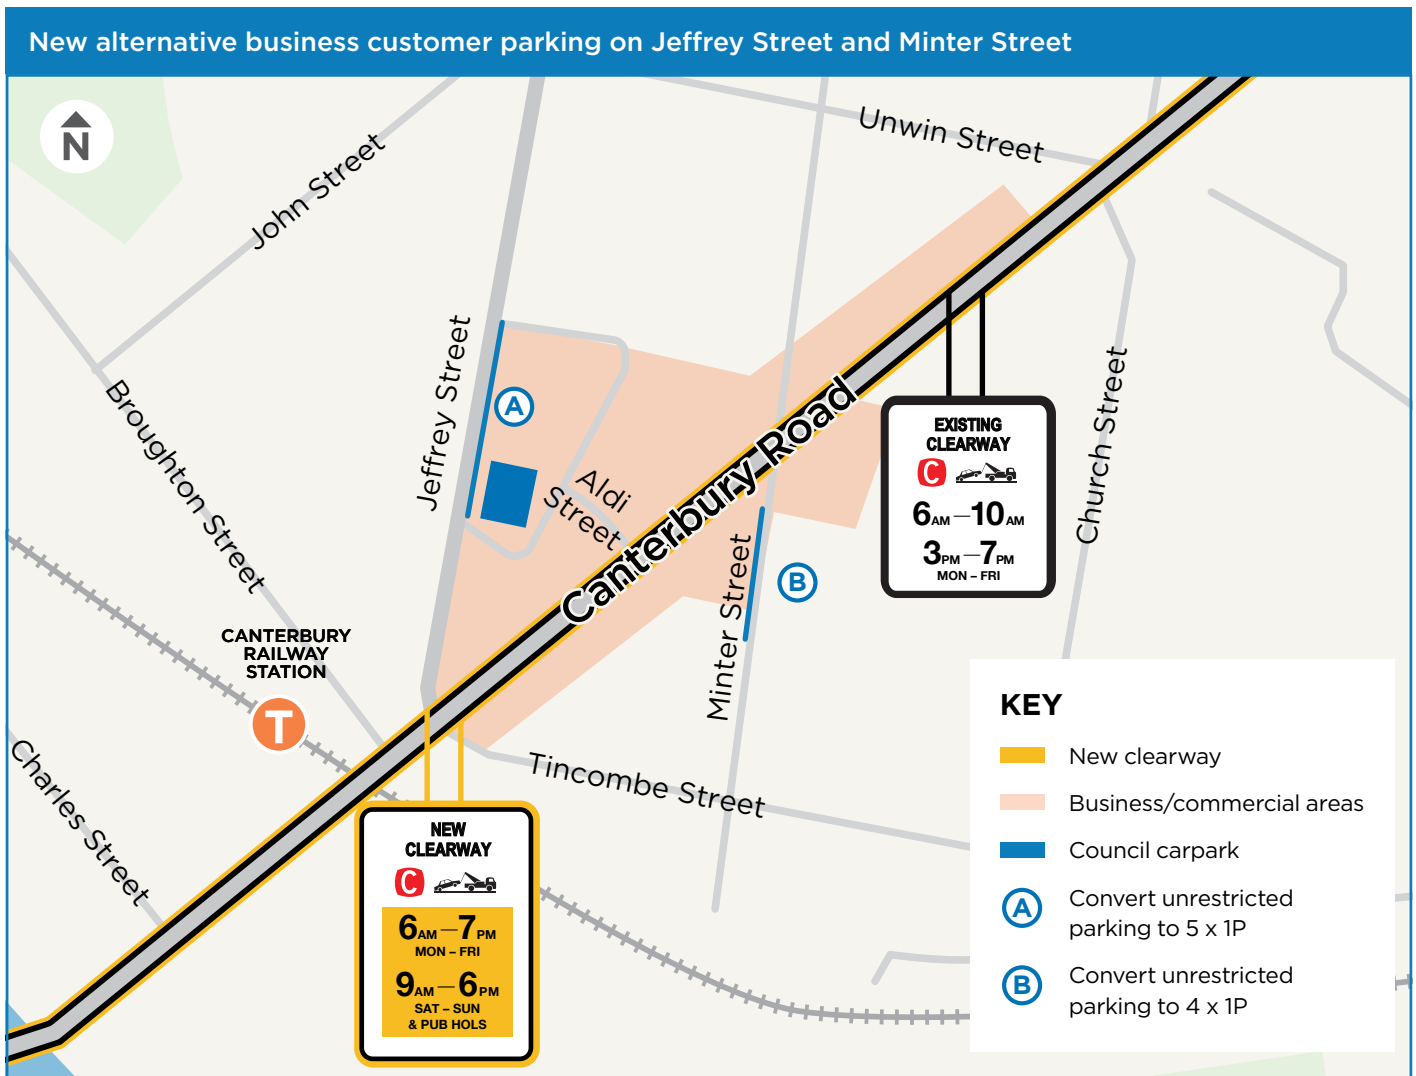 New alternative business customer parking on Jeffrey Street and Minter Street
N
John Street
Unwin Street
Broughton Street
Jeffrey Street
A
Aldi
Street
Canterbury Road
EXISTING
CLEARWAY
C
6AM–10AM
3PM–7PM
MON – FRI
Church Street
Minter Street
B
CANTERBURY
RAILWAY
STATION
T
Charles Street
Tincombe Street
NEW
CLEARWAY
C
6AM–7PM
MON – FRI
9AM–6PM
SAT – SUN
& PUB HOLS
KEY
New clearway
Business/commercial areas
Council carpark
A Convert unrestricted
parking to 5 x 1P
B Convert unrestricted
parking to 4 x 1P